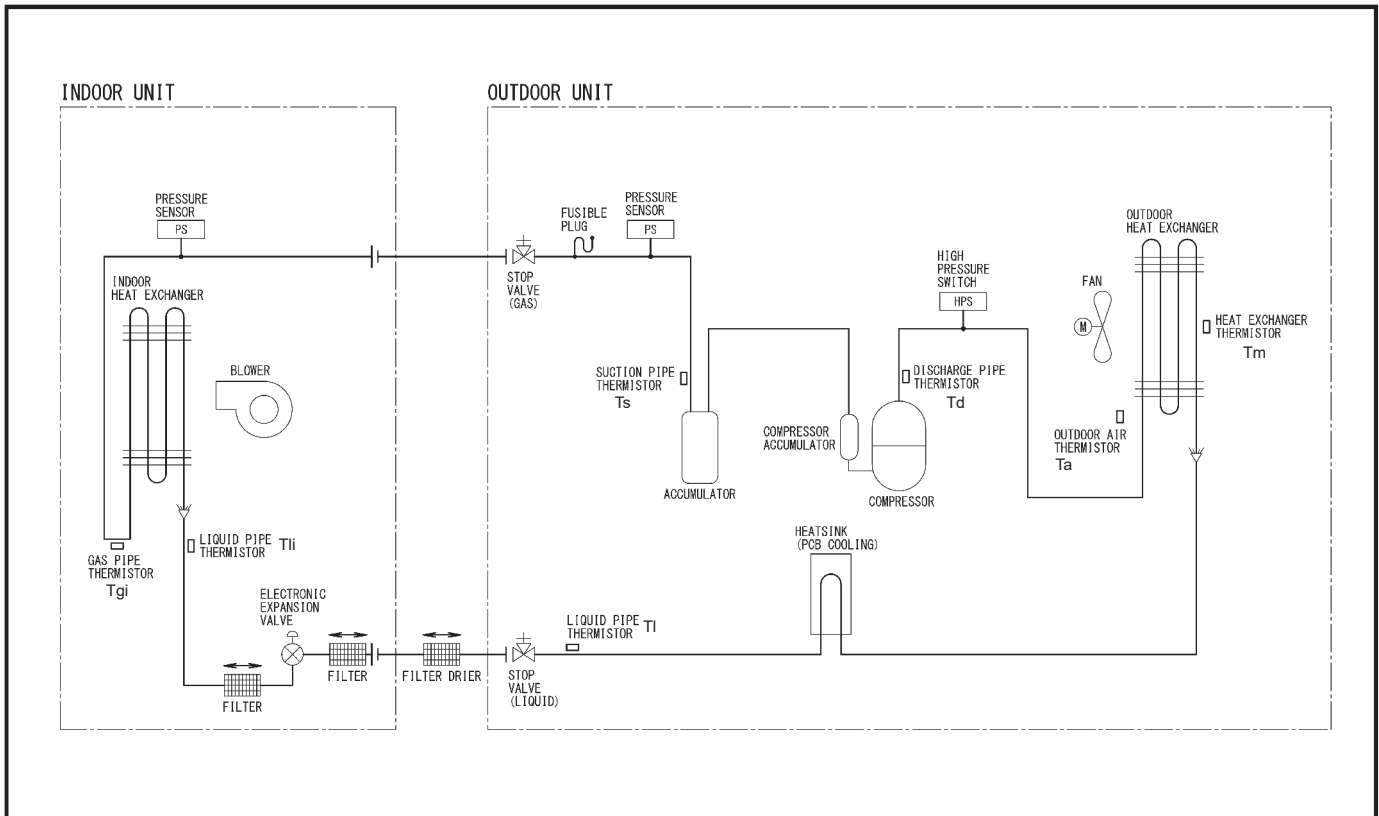 INDOOR UNIT
OUTDOOR UNIT
PRESSURE
SENSOR
PS
INDOOR
HEAT EXCHANGER
BLOWER
GAS PIPE
THERMISTOR
Tgi
LIQUID PIPE
THERMISTOR Tli
ELECTRONIC
EXPANSION
VALVE
FILTER
FILTER
FILTER DRIER
STOP
VALVE
(GAS)
FUSIBLE
PLUG
PRESSURE
SENSOR
PS
SUCTION PIPE
THERMISTOR
Ts
ACCUMULATOR
COMPRESSOR
ACCUMULATOR
COMPRESSOR
HIGH
PRESSURE
SWITCH
HPS
DISCHARGE PIPE
THERMISTOR
Td
FAN
M
OUTDOOR
HEAT EXCHANGER
HEAT EXCHANGER
THERMISTOR
Tm
OUTDOOR AIR
THERMISTOR
Ta
HEATSINK
(PCB COOLING)
LIQUID PIPE
THERMISTOR Tl
STOP
VALVE
(LIQUID)